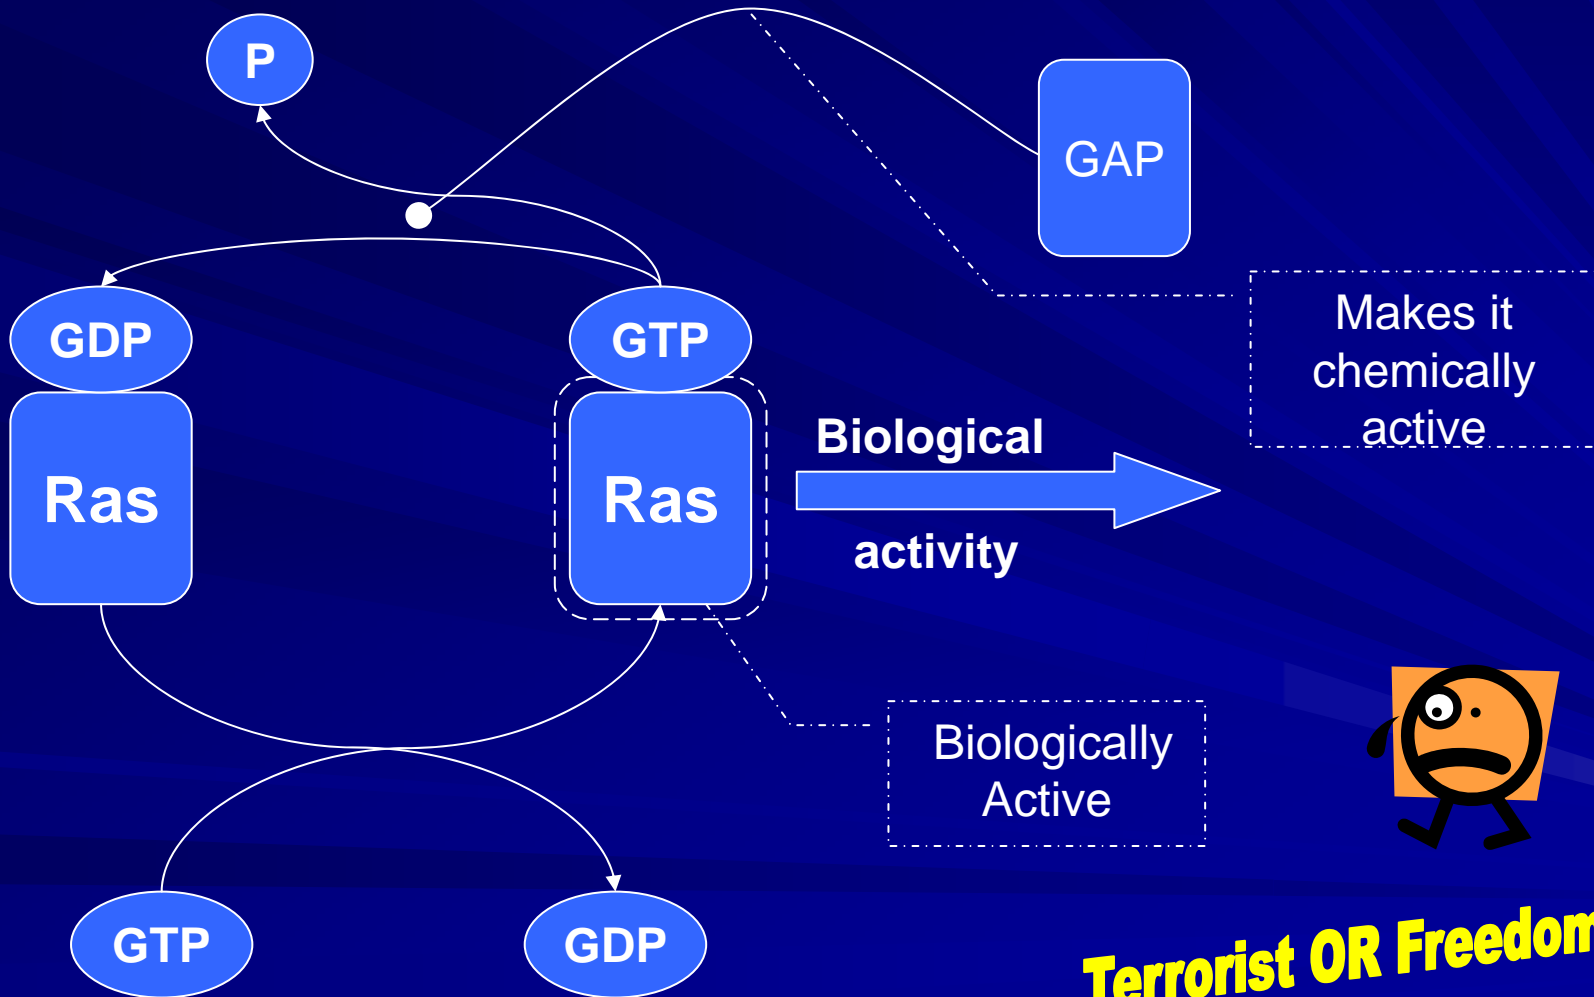 P
GAP
GDP
GTP
Makes it
chemically
active
Ras
Ras
Biological
activity
Biologically
Active
GTP
GDP
Terrorist OR Freedom